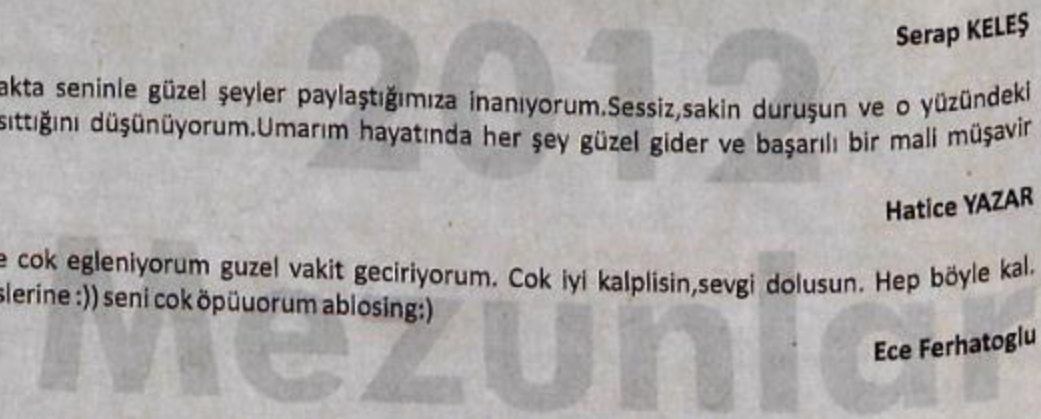 Serap KELEŞ
akta seninle güzel şeyler paylaştığımıza inanıyorum.Sessiz,sakin duruşun ve o yüzündeki
sıttığını düşünüyorum.Umarım hayatında her şey güzel gider ve başarılı bir mali müşavir
Hatice YAZAR
e cok egleniyorum guzel vakit geciriyorum. Cok iyi kalplisin,sevgi dolusun. Hep böyle kal.
slerine :)) seni cok öpüuorum ablosing:)
Ece Ferhatoglu
2012
Mezunlar